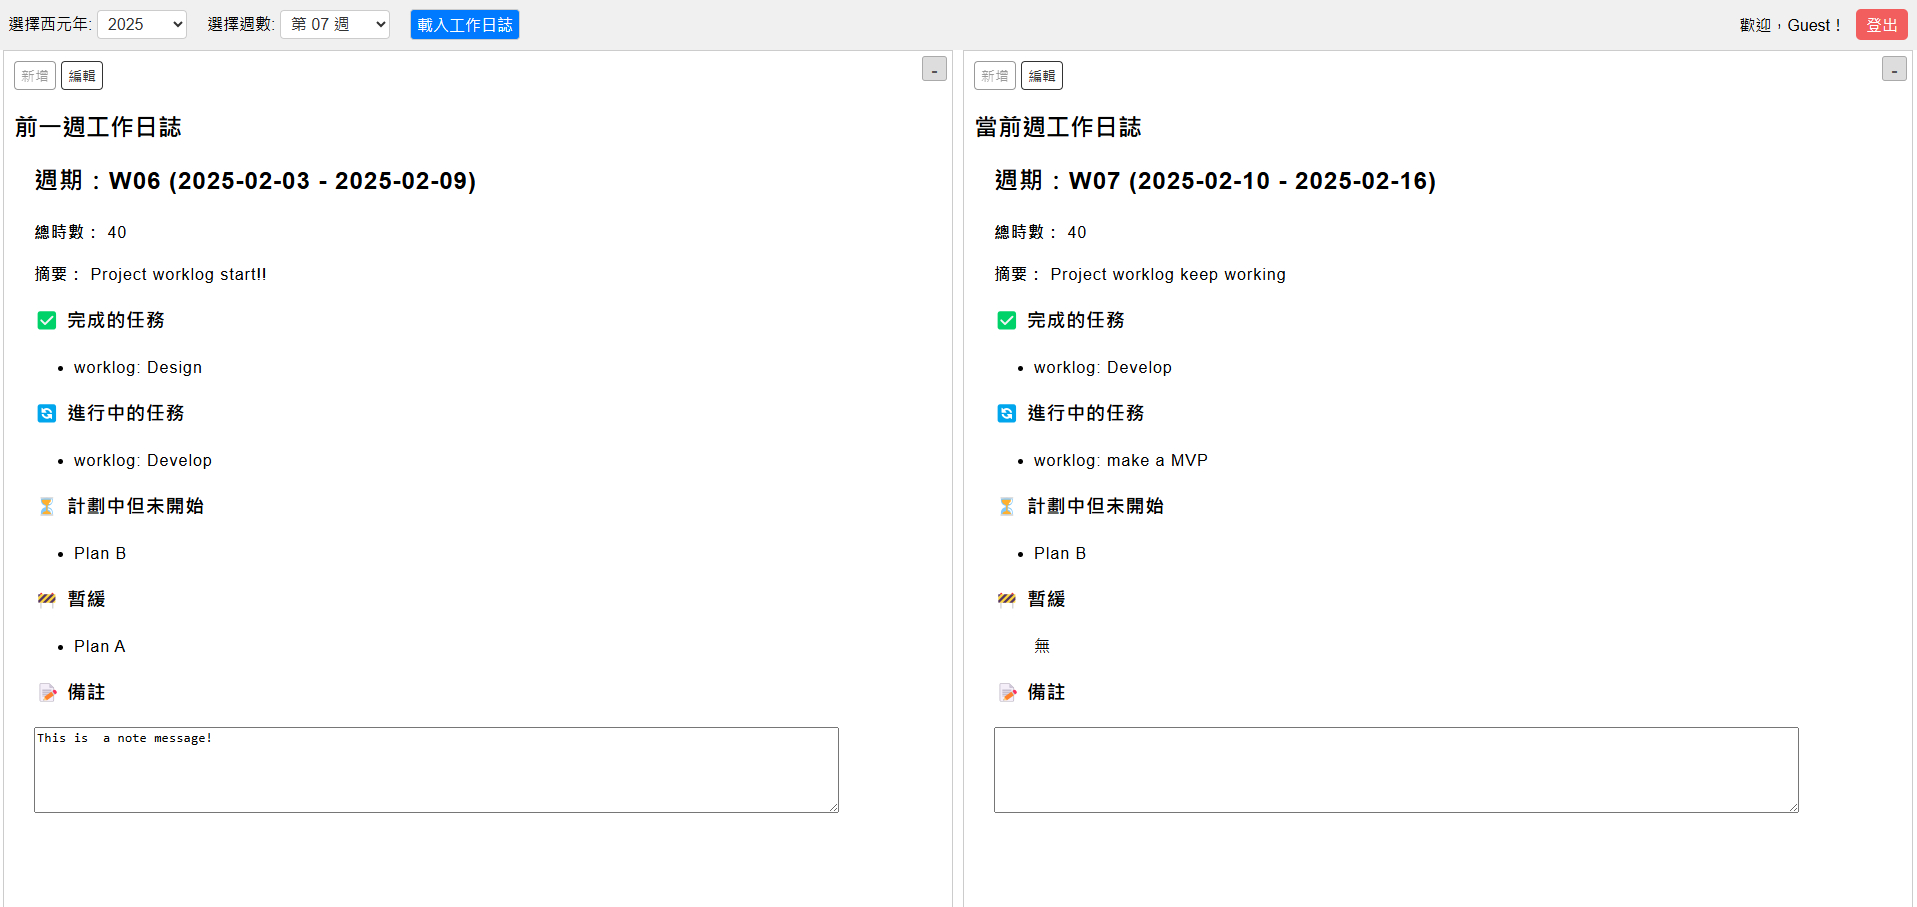 選擇西元年: 2025 選擇週數: 第 07 週 載入工作日誌 歡迎，Guest！ 登出
新增 編輯 -
前一週工作日誌
週期：W06 (2025-02-03 - 2025-02-09)
總時數： 40
摘要： Project worklog start!!
完成的任務
worklog: Design
進行中的任務
worklog: Develop
計劃中但未開始
Plan B
暫緩
Plan A
備註
This is  a note message!
新增 編輯 -
當前週工作日誌
週期：W07 (2025-02-10 - 2025-02-16)
總時數： 40
摘要： Project worklog keep working
完成的任務
worklog: Develop
進行中的任務
worklog: make a MVP
計劃中但未開始
Plan B
暫緩
無
備註